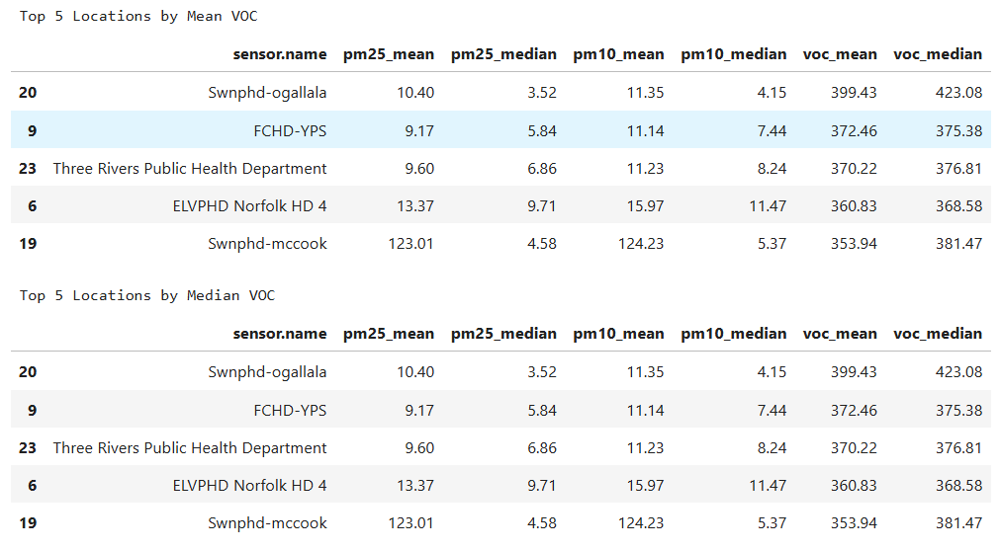 Top 5 Locations by Mean VOC
sensor.name pm25_mean pm25_median pm10_mean pm10_median voc_mean voc_median
20 Swnphd-ogallala 10.40 3.52 11.35 4.15 399.43 423.08
9 FCHD-YPS 9.17 5.84 11.14 7.44 372.46 375.38
23 Three Rivers Public Health Department 9.60 6.86 11.23 8.24 370.22 376.81
6 ELVPHD Norfolk HD 4 13.37 9.71 15.97 11.47 360.83 368.58
19 Swnphd-mccook 123.01 4.58 124.23 5.37 353.94 381.47
Top 5 Locations by Median VOC
sensor.name pm25_mean pm25_median pm10_mean pm10_median voc_mean voc_median
20 Swnphd-ogallala 10.40 3.52 11.35 4.15 399.43 423.08
9 FCHD-YPS 9.17 5.84 11.14 7.44 372.46 375.38
23 Three Rivers Public Health Department 9.60 6.86 11.23 8.24 370.22 376.81
6 ELVPHD Norfolk HD 4 13.37 9.71 15.97 11.47 360.83 368.58
19 Swnphd-mccook 123.01 4.58 124.23 5.37 353.94 381.47